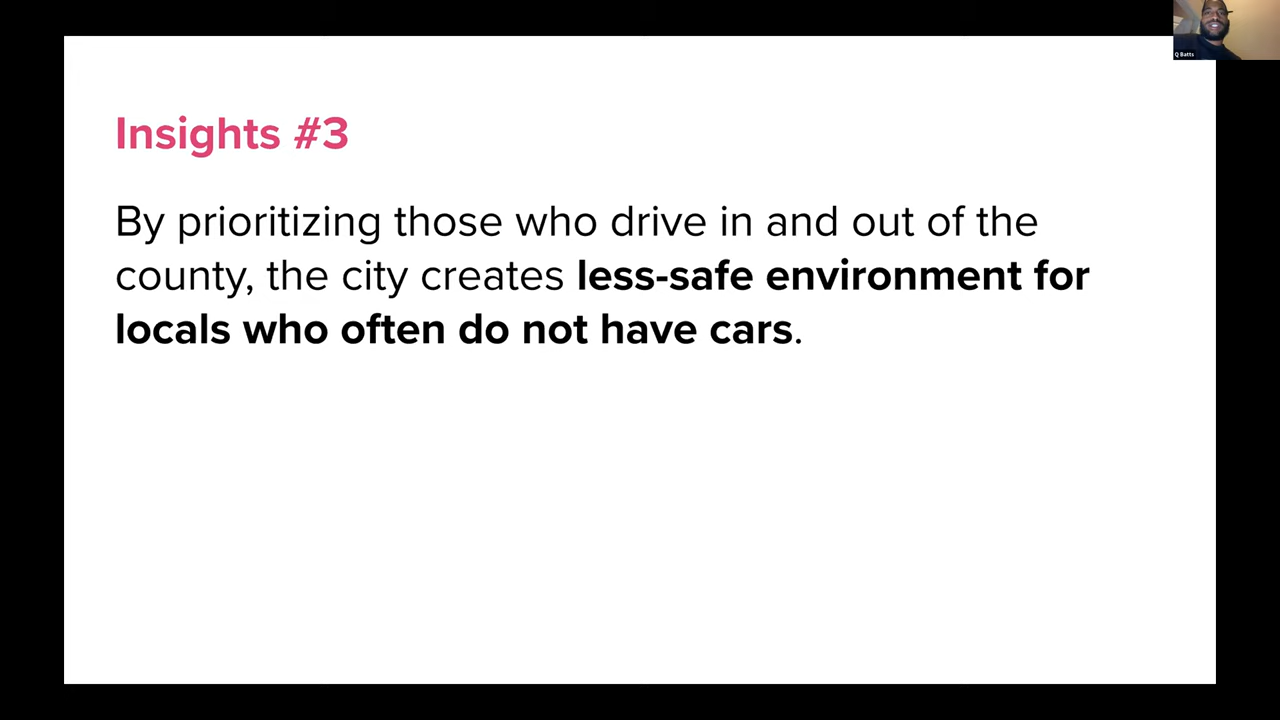 Q Batts
Insights #3
By prioritizing those who drive in and out of the
county, the city creates less-safe environment for
locals who often do not have cars.